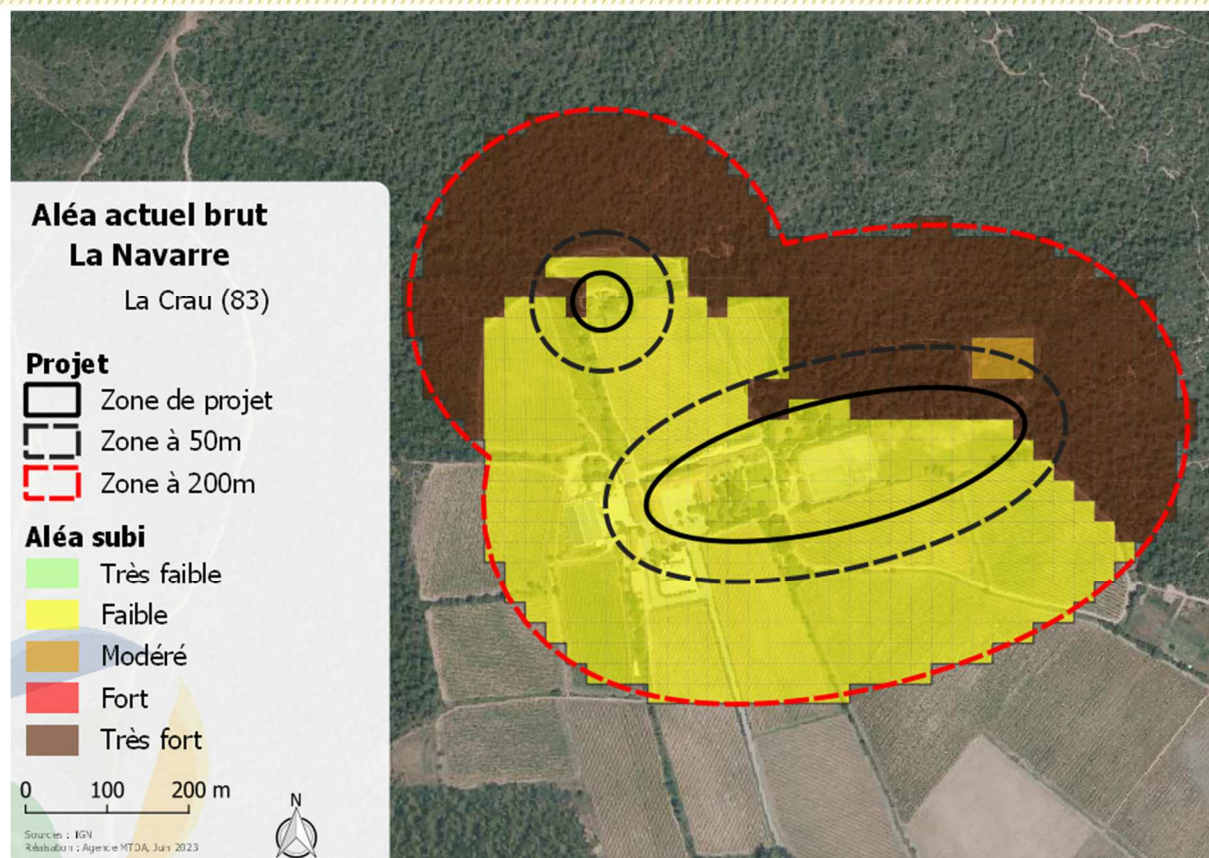 Aléa actuel brut
La Navarre
La Crau (83)
Projet
Zone de projet
Zone à 50m
Zone à 200m
Aléa subi
Très faible
Faible
Modéré
Fort
Très fort
0 100 200 m
N
Sources : IGN
Réalisation : Agence MTDA, Juin 2023